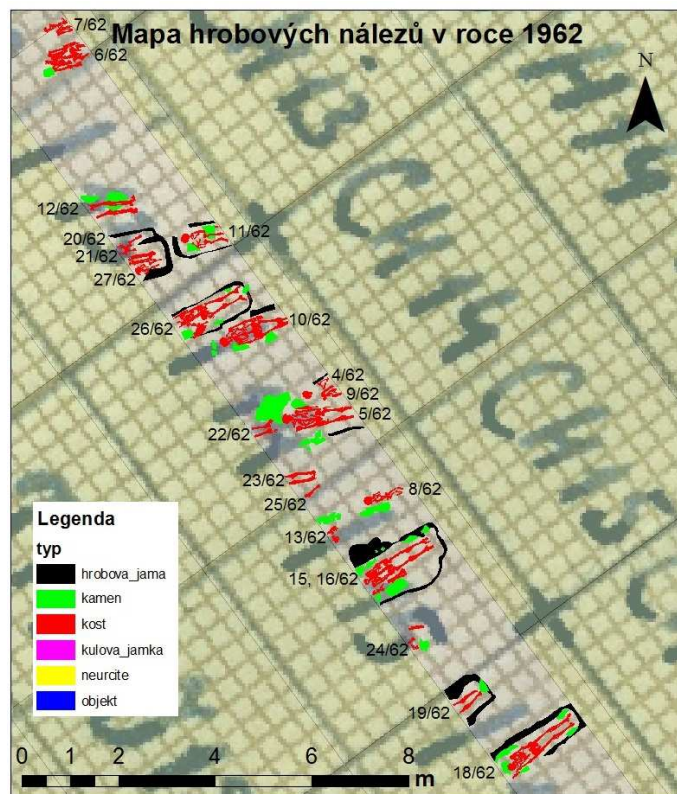 Mapa hrobových nálezů v roce 1962
N
7/62
6/62
12/62
20/62
21/62
27/62
11/62
26/62
10/62
4/62
9/62
5/62
22/62
23/62
25/62
8/62
13/62
15, 16/62
24/62
19/62
18/62
CM14
CM15
Legenda
typ
hrobova_jama
kamen
kost
kulova_jamka
neurcite
objekt
0 2 4 6 8
m